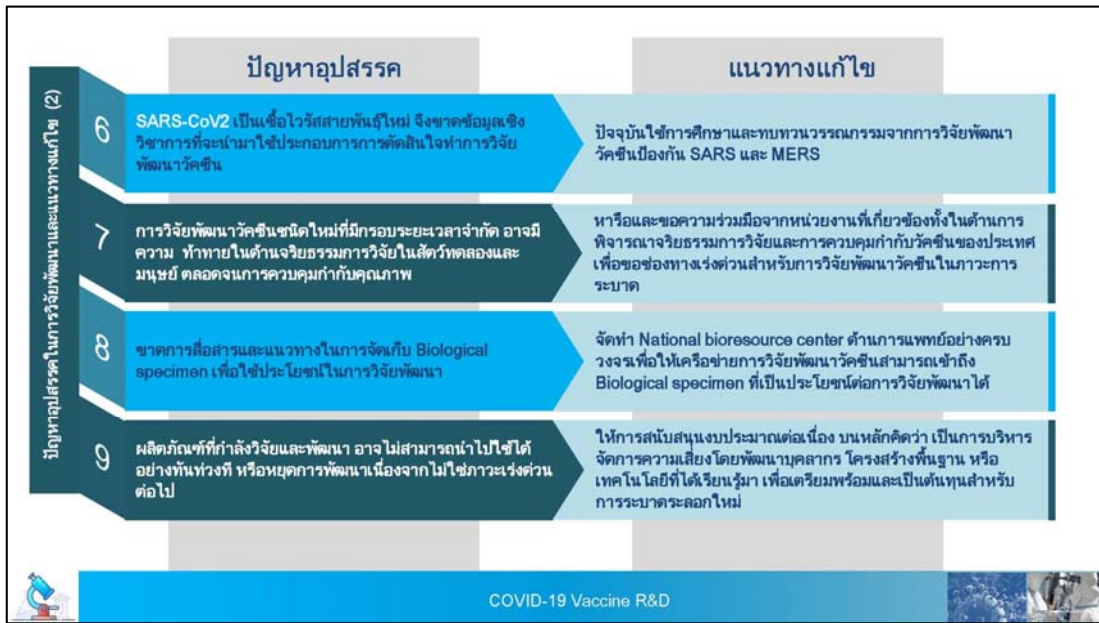 ปัญหาอุปสรรคในการวิจัยพัฒนาและแนวทางแก้ไข (2)
ปัญหาอุปสรรค
แนวทางแก้ไข
6
SARS-CoV2 เป็นเชื้อไวรัสสายพันธุ์ใหม่ จึงขาดข้อมูลเชิง
วิชาการที่จะนำมาใช้ประกอบการการตัดสินใจทำการวิจัย
พัฒนาวัคซีน
ปัจจุบันใช้การศึกษาและทบทวนวรรณกรรมจากการวิจัยพัฒนา
วัคซีนป้องกัน SARS และ MERS
7
การวิจัยพัฒนาวัคซีนชนิดใหม่ที่มีกรอบระยะเวลาจำกัด อาจมี
ความ ท้าทายในด้านจริยธรรมการวิจัยในสัตว์ทดลองและ
มนุษย์ ตลอดจนการควบคุมกำกับคุณภาพ
หารือและขอความร่วมมือจากหน่วยงานที่เกี่ยวข้องทั้งในด้านการ
พิจารณาจริยธรรมการวิจัยและการควบคุมกำกับวัคซีนของประเทศ
เพื่อขอช่องทางเร่งด่วนสำหรับการวิจัยพัฒนาวัคซีนในภาวะการ
ระบาด
8
ขาดการสื่อสารและแนวทางในการจัดเก็บ Biological
specimen เพื่อใช้ประโยชน์ในการวิจัยพัฒนา
จัดทำ National bioresource center ด้านการแพทย์อย่างครบ
วงจรเพื่อให้เครือข่ายการวิจัยพัฒนาวัคซีนสามารถเข้าถึง
Biological specimen ที่เป็นประโยชน์ต่อการวิจัยพัฒนาได้
9
ผลิตภัณฑ์ที่กำลังวิจัยและพัฒนา อาจไม่สามารถนำไปใช้ได้
อย่างทันท่วงที หรือหยุดการพัฒนาเนื่องจากไม่ใช่ภาวะเร่งด่วน
ต่อไป
ให้การสนับสนุนงบประมาณต่อเนื่อง บนหลักคิดว่า เป็นการบริหาร
จัดการความเสี่ยงโดยพัฒนาบุคลากร โครงสร้างพื้นฐาน หรือ
เทคโนโลยีที่ได้เรียนรู้มา เพื่อเตรียมพร้อมและเป็นต้นทุนสำหรับ
การระบาดระลอกใหม่
COVID-19 Vaccine R&D